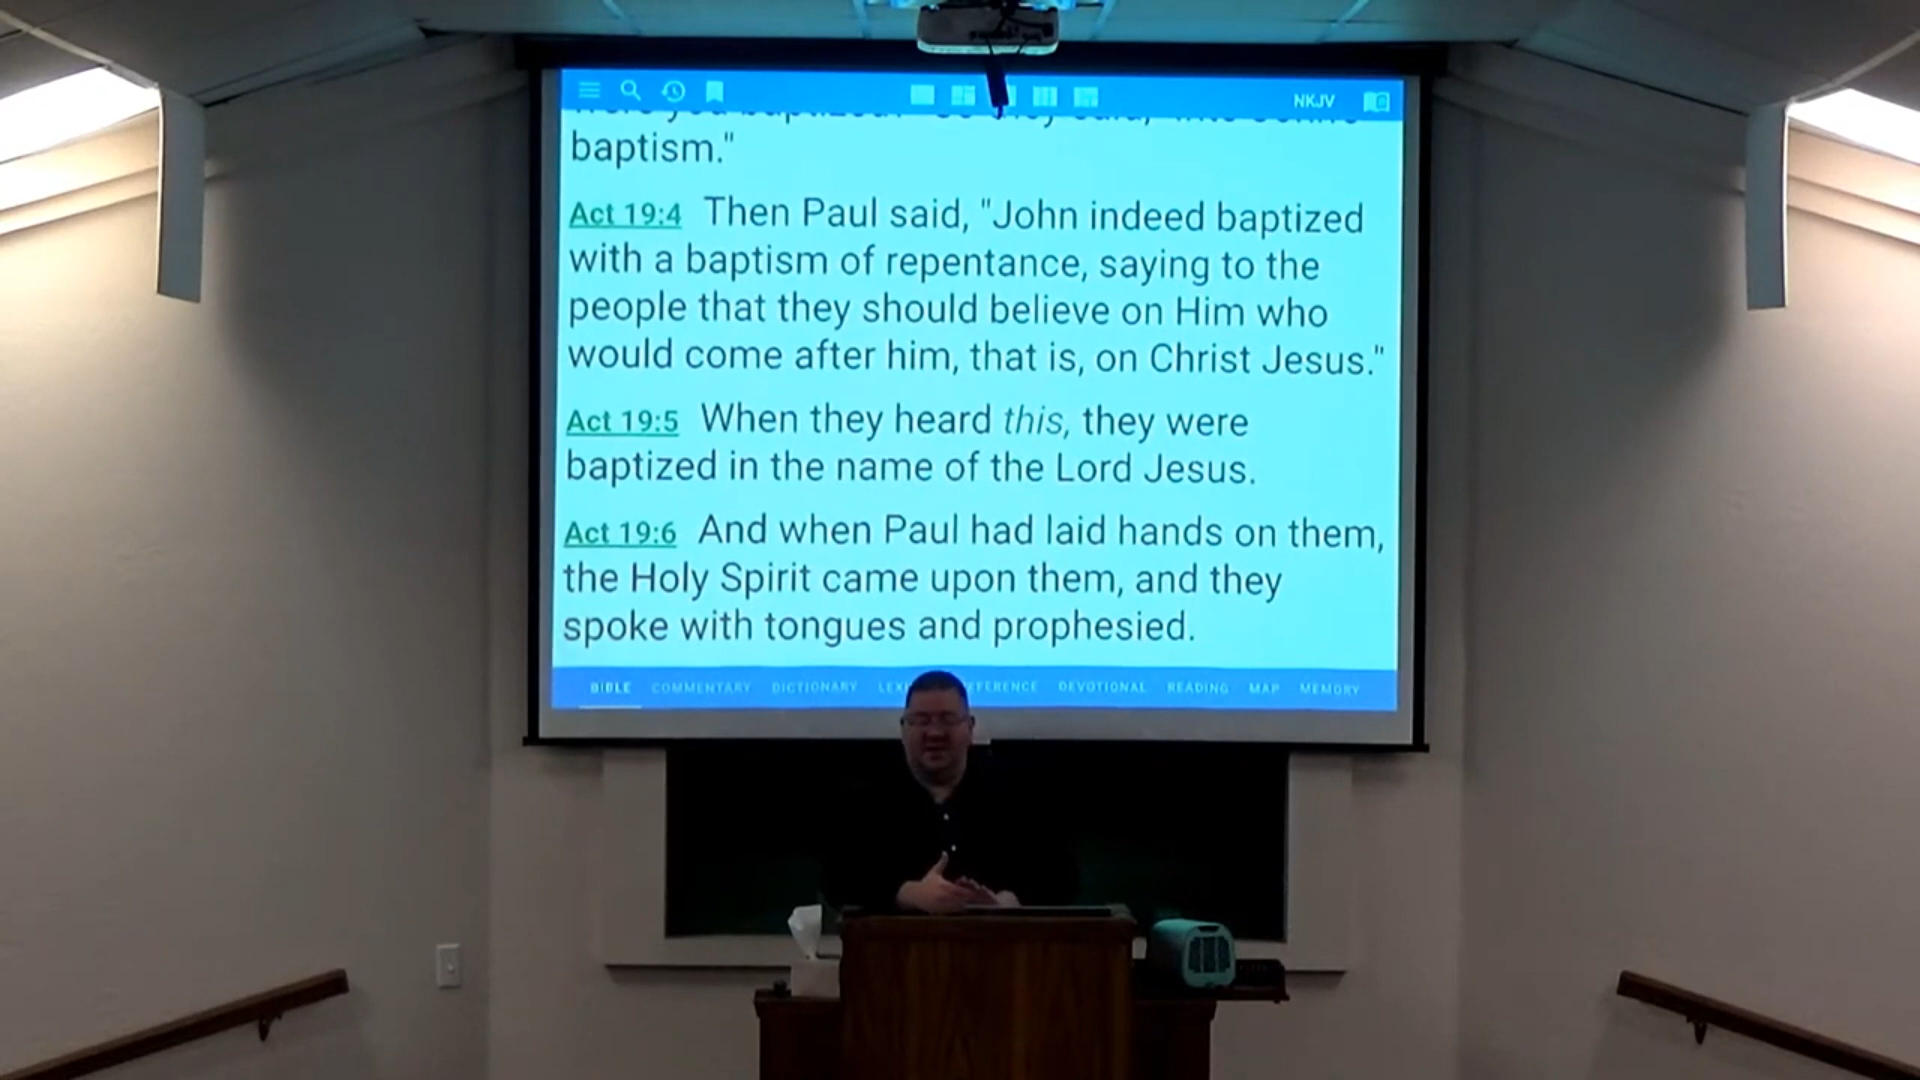 NKJV
baptism."
Act 19:4 Then Paul said, "John indeed baptized
with a baptism of repentance, saying to the
people that they should believe on Him who
would come after him, that is, on Christ Jesus."
Act 19:5 When they heard this, they were
baptized in the name of the Lord Jesus.
Act 19:6 And when Paul had laid hands on them,
the Holy Spirit came upon them, and they
spoke with tongues and prophesied.
BIBLE COMMENTARY DICTIONARY DEVOTIONAL READING MAP MEMORY